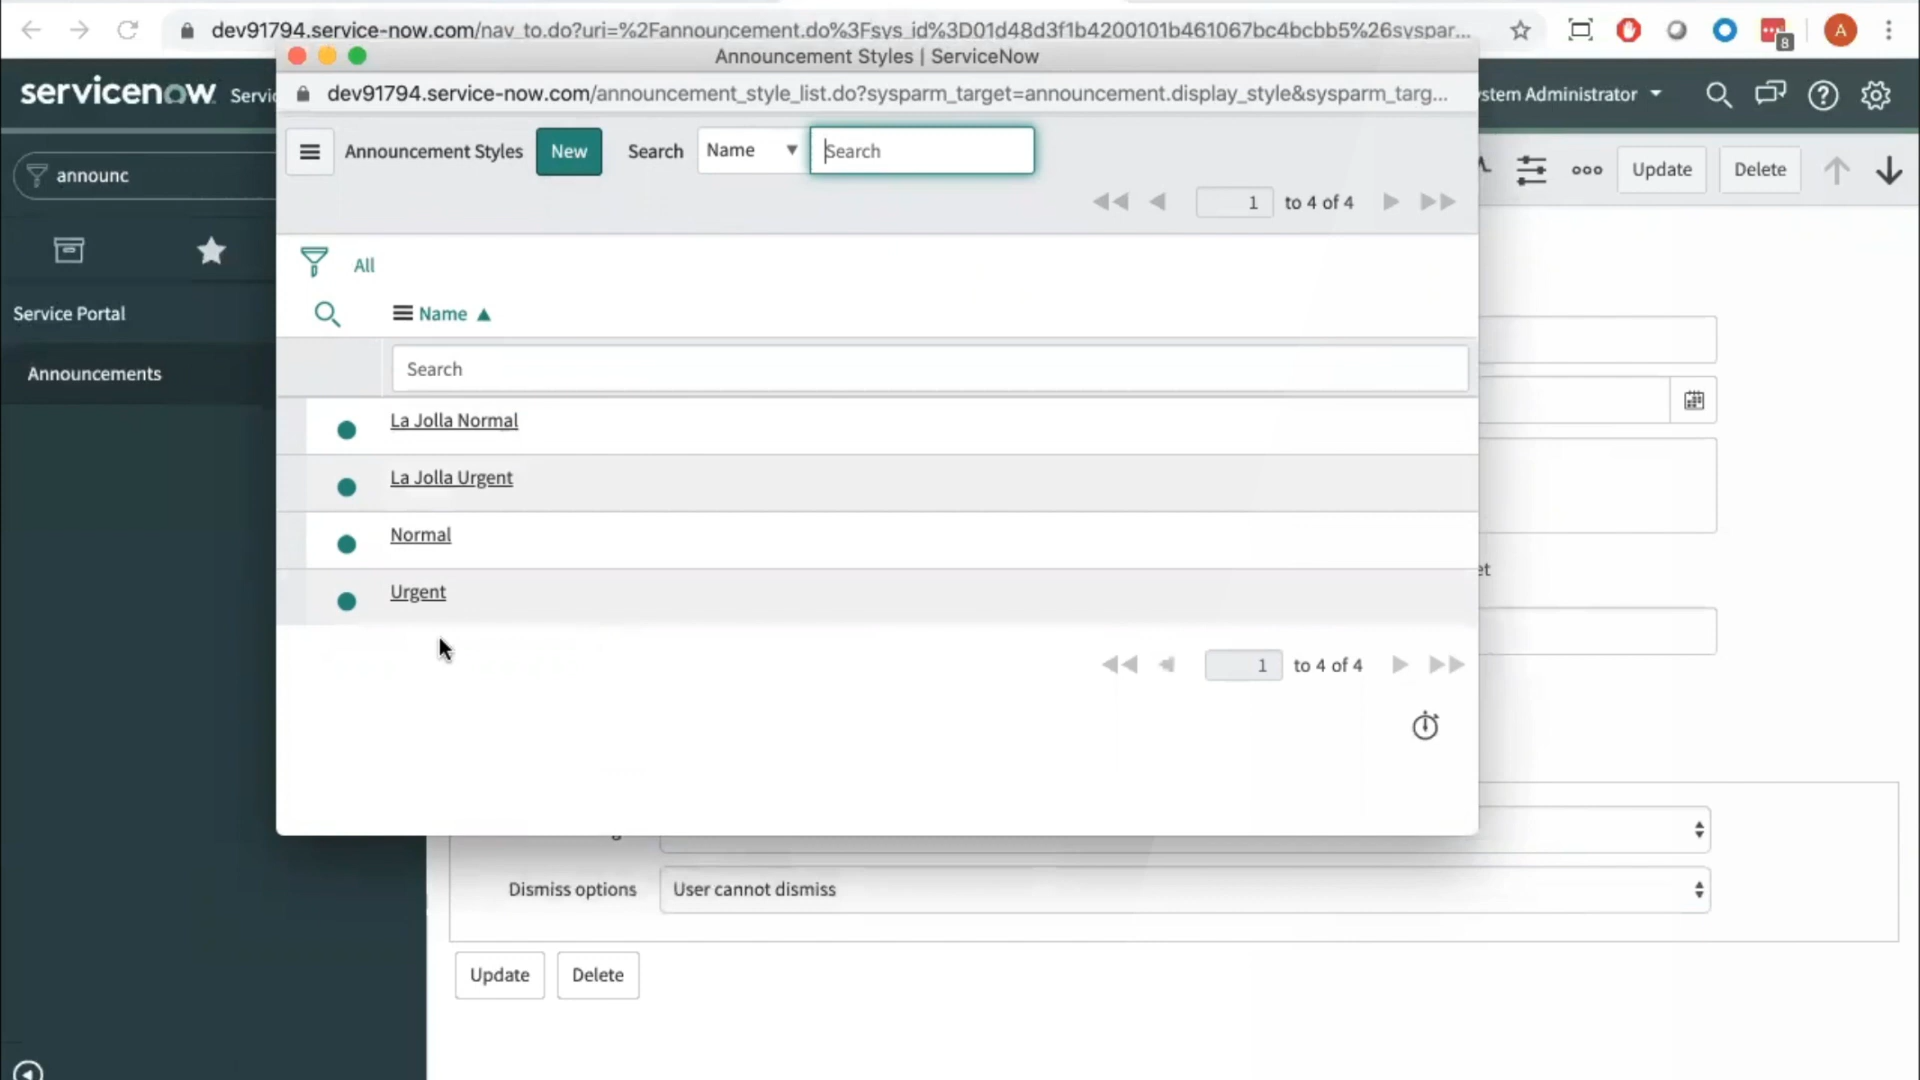 dev91794.service-now.com/nav_to.do?uri=%2Fannouncement.do%3Fsys_id%3D01d48d3f1b4200101b461067bc4bcbb5%26syspar...
8
A
Announcement Styles | ServiceNow
dev91794.service-now.com/announcement_style_list.do?sysparm_target=announcement.display_style&sysparm_targ...
servicenow Servic
stem Administrator
Announcement Styles New Search Name Search
announc
Update Delete
1 to 4 of 4
All
Name
Service Portal
Search
Announcements
La Jolla Normal
La Jolla Urgent
Normal
et
Urgent
1 to 4 of 4
Dismiss options User cannot dismiss
Update Delete